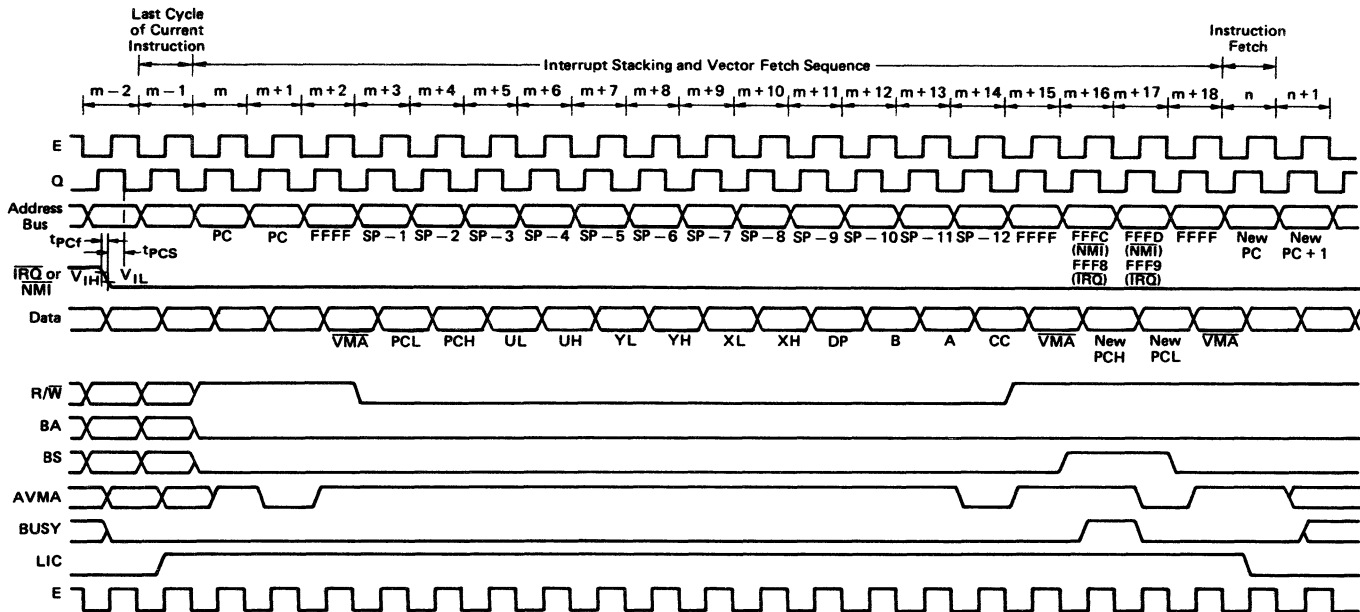 Last Cycle
of Current
Instruction
Instruction
Fetch
Interrupt Stacking and Vector Fetch Sequence
m − 2 m − 1 m m + 1 m + 2 m + 3 m + 4 m + 5 m + 6 m + 7 m + 8 m + 9 m + 10 m + 11 m + 12 m + 13 m + 14 m + 15 m + 16 m + 17 m + 18 n n + 1
E
Q
Address
Bus
PC PC FFFF SP − 1 SP − 2 SP − 3 SP − 4 SP − 5 SP − 6 SP − 7 SP − 8 SP − 9 SP − 10 SP − 11 SP − 12 FFFF FFFC FFFD FFFF New New
(NMI) (NMI) PC PC + 1
FFF8 FFF9
(IRQ) (IRQ)
tPCf
tPCS
IRQ or
NMI
VIH VIL
Data
VMA PCL PCH UL UH YL YH XL XH DP B A CC VMA New New VMA
PCH PCL
R/W
BA
BS
AVMA
BUSY
LIC
E